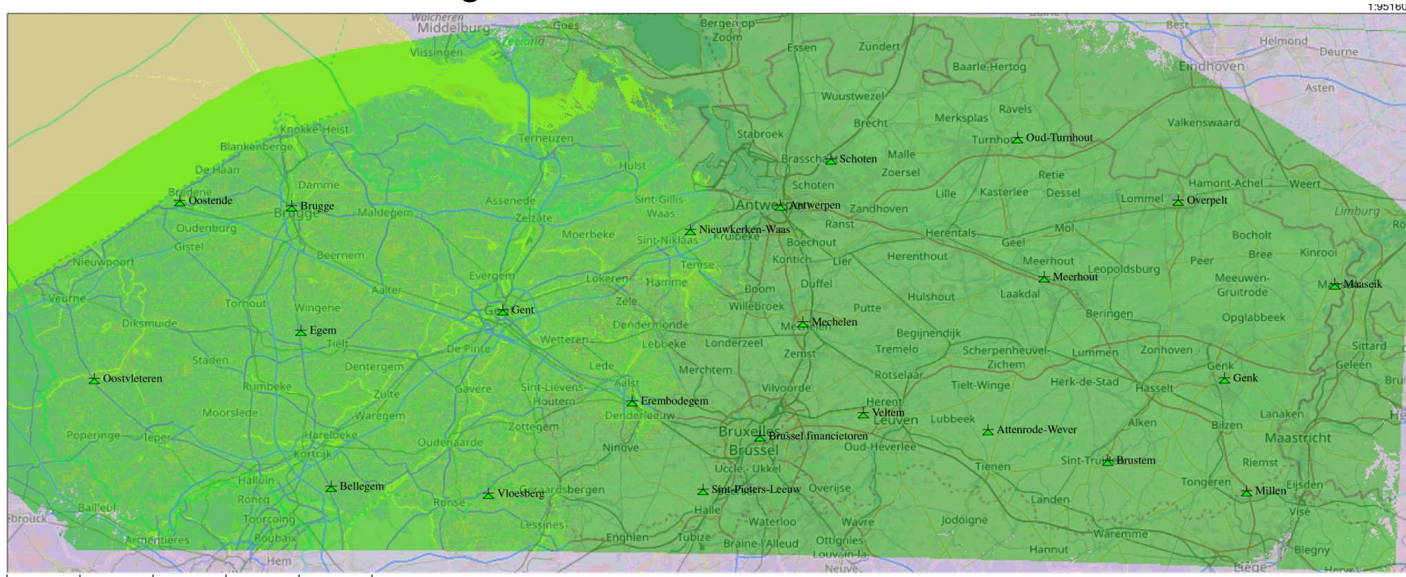 1:95160
Walcheren
Middelburg
Goes
Bergen op
Zoom
Best
Helmond
Deurne
Vlissingen
Zeeland
Essen
Zundert
Eindhoven
Asten
Baarle-Hertog
Wuustwezel
Ravels
Merksplas
Brecht
Valkenswaard
Knokke-Heist
Blankenberge
Terneuzen
Stabroek
Turnhou
Oud-Turnhout
De Haan
Hulst
Brasschaa
Schoten
Malle
Zoersel
Retie
Bredene
Damme
Schoten
Lille
Kasterlee
Dessel
Hamont-Achel
Weert
Oostende
Brugge
Brugge
Maldegem
Assenede
Zelzate
Sint-Gillis-
Waas
Antwerpen
Zandhoven
Lommel
Overpelt
Limburg
Oudenburg
Gistel
Moerbeke
Nieuwkerken-Waas
Sint-Niklaas
Kruibeke
Ranst
Boechout
Herentals
Geel
Mol
Bocholt
Nieuwpoort
Beernem
Kontich
Lier
Herenthout
Meerhout
Leopoldsburg
Peer
Bree
Kinrooi
Evergem
Lokeren
Hamme
Temse
Meerhout
Meeuwen-
Gruitrode
Maaseik
Veurne
Torhout
Aalter
Zele
Boom
Duffel
Hulshout
Laakdal
Wingene
Gent
Willebroek
Putte
Beringen
Opglabbeek
Diksmuide
Egem
Tielt
Dendermonde
Mechelen
Begijnendijk
Wetteren
Lebbeke
Londerzeel
De Pinte
Zemst
Tremelo
Scherpenheuvel-
Zichem
Lummen
Zonhoven
Sittard
Staden
Dentergem
Lede
Merchtem
Rotselaar
Genk
Geleen
Oostvleteren
Rumbeke
Zulte
Gavere
Sint-Lievens-
Houtem
Aalst
Vilvoorde
Tielt-Winge
Herk-de-Stad
Hasselt
Genk
Moorslede
Waregem
Erembodegem
Denderleeuw
Herent
Veltem
Leuven
Lubbeek
Lanaken
Zottegem
Alken
Bilzen
Poperinge
Ieper
Harelbeke
Oudenaarde
Ninove
Bruxelles
Brussel financietoren
Brussel
Oud-Heverlee
Attenrode-Wever
Maastricht
Kortrijk
Tienen
Sint-Tru
Brustem
Riemst
Halluin
Bellegem
Vloesberg
Geraardsbergen
Uccle - Ukkel
Sint-Pieters-Leeuw
Overijse
Landen
Tongeren
Millen
Eijsden
Bailleul
Roncq
Ronse
Halle
Visé
Tourcoing
Lessines
Waterloo
Wavre
Jodoigne
Armentières
Roubaix
Enghien
Tubize
Braine-l'Alleud
Ottignies
Louvain-la-
Neuve
Hannut
Waremme
Blegny
Hem
Liège
Herve